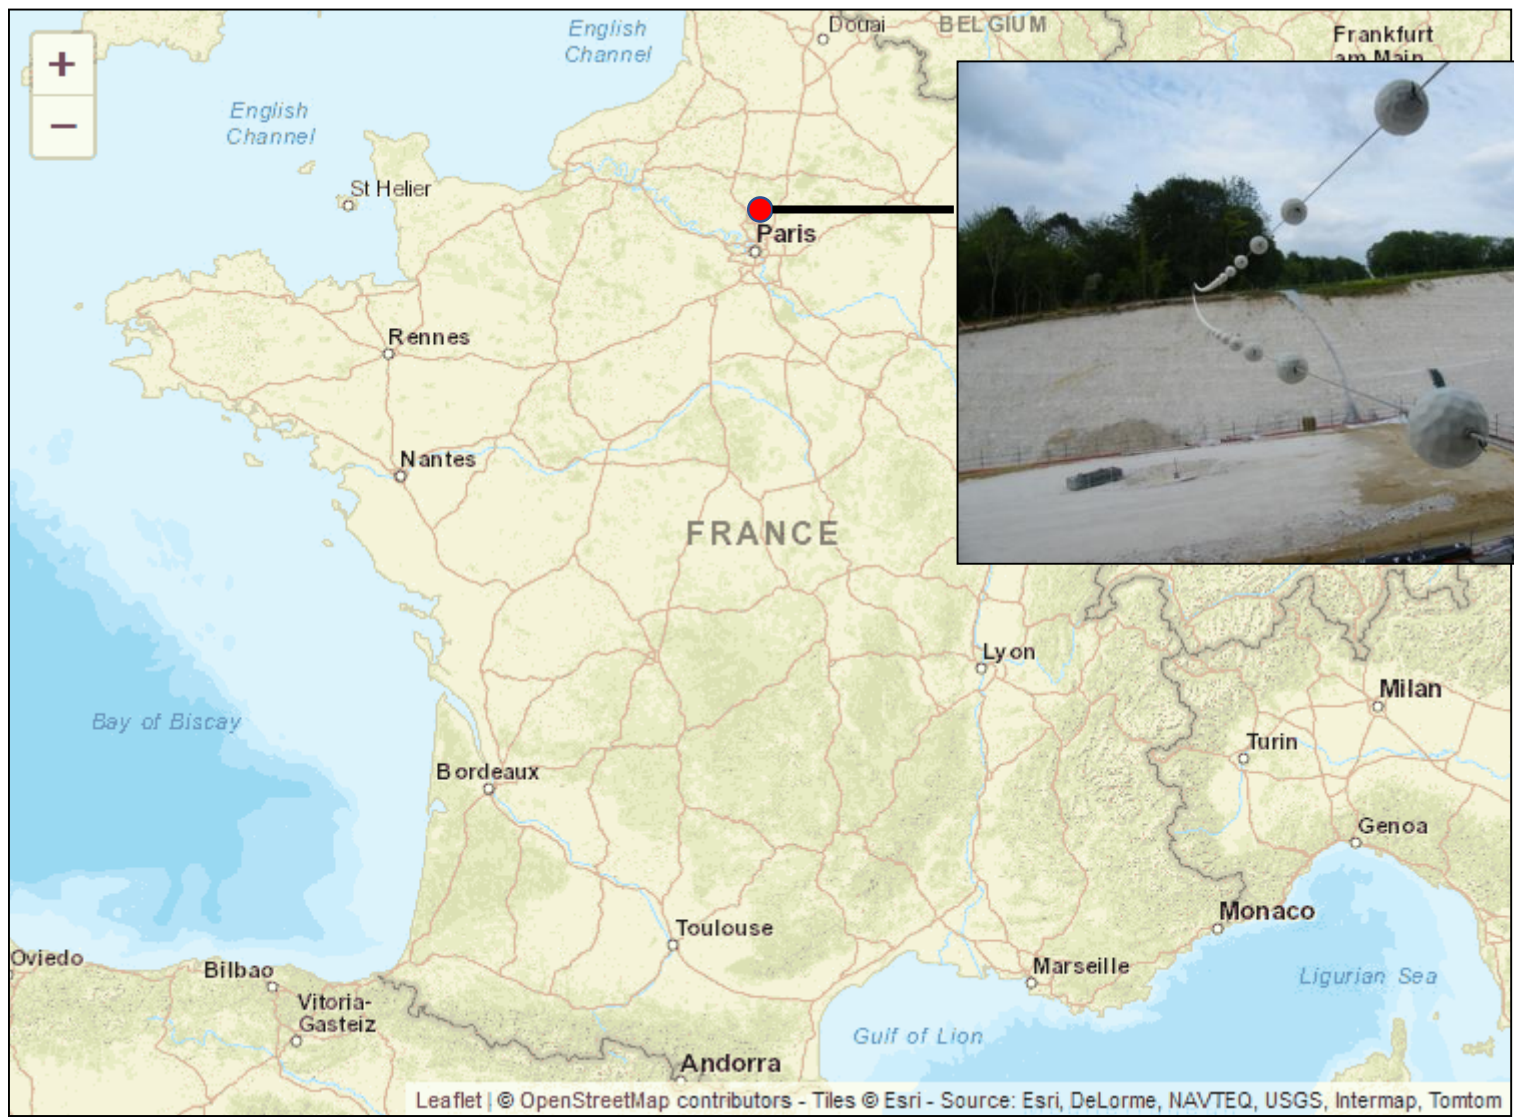 Douai
BELGIUM
English
Channel
Frankfurt
am Main
+
−
English
Channel
St Helier
Paris
Rennes
Nantes
FRANCE
Lyon
Milan
Bay of Biscay
Turin
Bordeaux
Genoa
Monaco
Toulouse
Oviedo
Bilbao
Marseille
Ligurian Sea
Vitoria-
Gasteiz
Gulf of Lion
Andorra
Leaflet | © OpenStreetMap contributors - Tiles © Esri - Source: Esri, DeLorme, NAVTEQ, USGS, Intermap, Tomtom